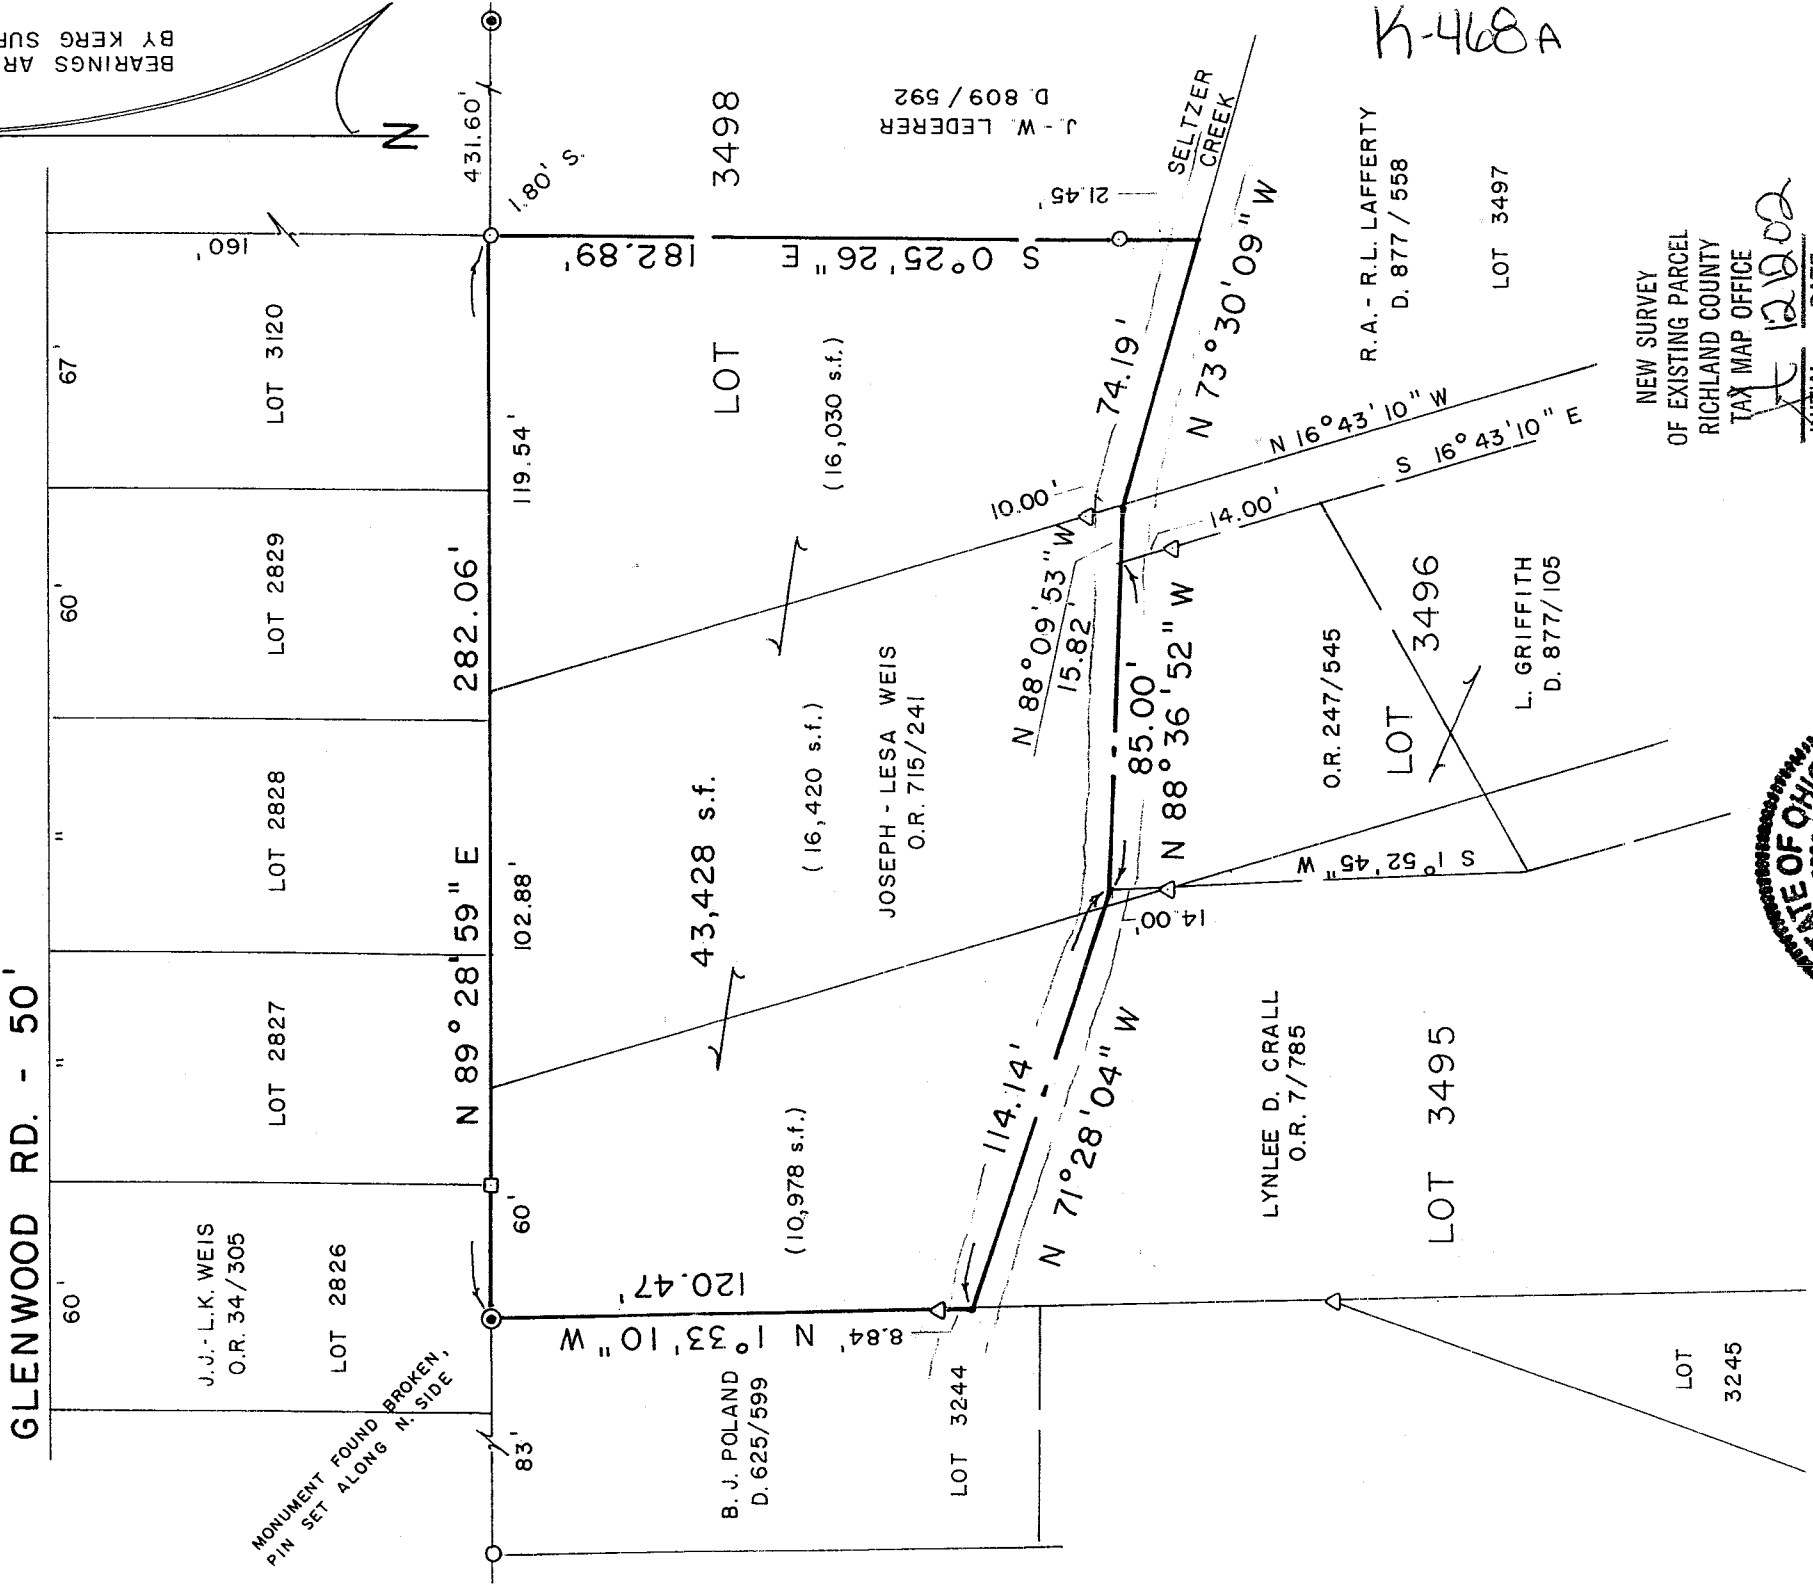 GLENWOOD RD. - 50'
60'
"
"
60'
67'
160'
J.J.-L.K. WEIS
O.R. 34/305
LOT 2826
LOT 2827
LOT 2828
LOT 2829
LOT 3120
BEARINGS AR
BY KERG SUR
N
MONUMENT FOUND BROKEN,
PIN SET ALONG N. SIDE
83'
N 89°28'59" E 282.06'
60'
102.88'
119.54'
431.60'
1.80' S.
B. J. POLAND
D. 625/599
LOT 3244
N 1°33'10" W
120.47'
8.84'
(10,978 s.f.)
43,428 s.f.
(16,420 s.f.)
JOSEPH - LESA WEIS
O.R. 715/241
LOT 3498
(16,030 s.f.)
S 0°25'26" E 182.89'
J.-W. LEDERER
D. 809/592
21.45'
SELTZER
CREEK
114.14'
N 71°28'04" W
14.00'
85.00'
N 88°36'52" W
N 88°09'53" W
15.82'
10.00'
14.00'
74.19'
N 73°30'09" W
N 16°43'10" W
S 16°43'10" E
S 1°52'45" W
LYNLEE D. CRALL
O.R. 7/785
LOT 3495
O.R. 247/545
LOT 3496
L. GRIFFITH
D. 877/105
R.A. - R.L. LAFFERTY
D. 877/558
LOT 3497
LOT
3245
K-468A
NEW SURVEY
OF EXISTING PARCEL
RICHLAND COUNTY
TAX MAP OFFICE
121202
STATE OF OHIO